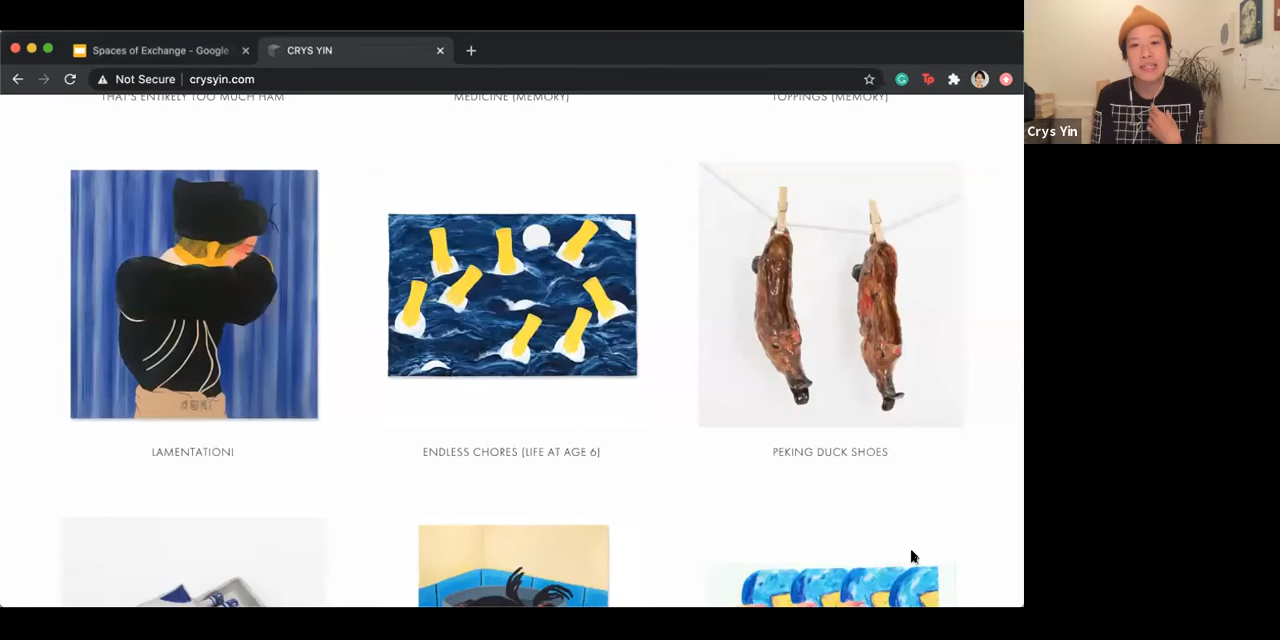 Spaces of Exchange - Google
CRYS YIN
Not Secure
crysyin.com
THAT'S ENTIRELY TOO MUCH HAM
MEDICINE (MEMORY)
TOPPINGS (MEMORY)
Crys Yin
LAMENTATION!
ENDLESS CHORES (LIFE AT AGE 6)
PEKING DUCK SHOES